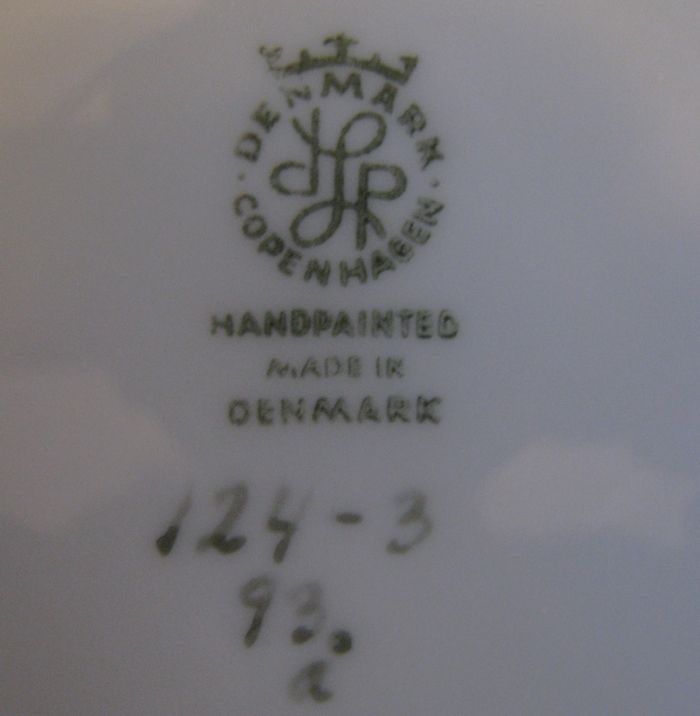 DENMARK
COPENHAGEN
HANDPAINTED
MADE IN
DENMARK
124-3
93.
a